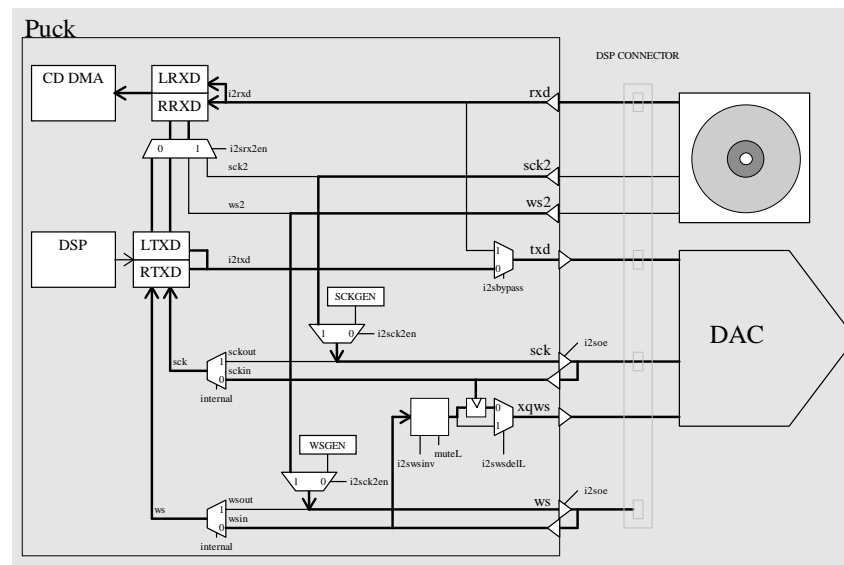 Puck
DSP CONNECTOR
CD DMA
LRXD
RRXD
i2rxd
rxd
0 1
i2srx2en
sck2
sck2
ws2
ws2
DSP
LTXD
RTXD
i2txd
1
0
txd
i2sbypass
SCKGEN
1 0
i2sck2en
DAC
sck
sckout
1
sckin
0
internal
sck
i2soe
0
1
xqws
i2swsinv
muteL
i2swsdelL
WSGEN
1 0
i2sck2en
ws
wsout
1
wsin
0
internal
ws
i2soe